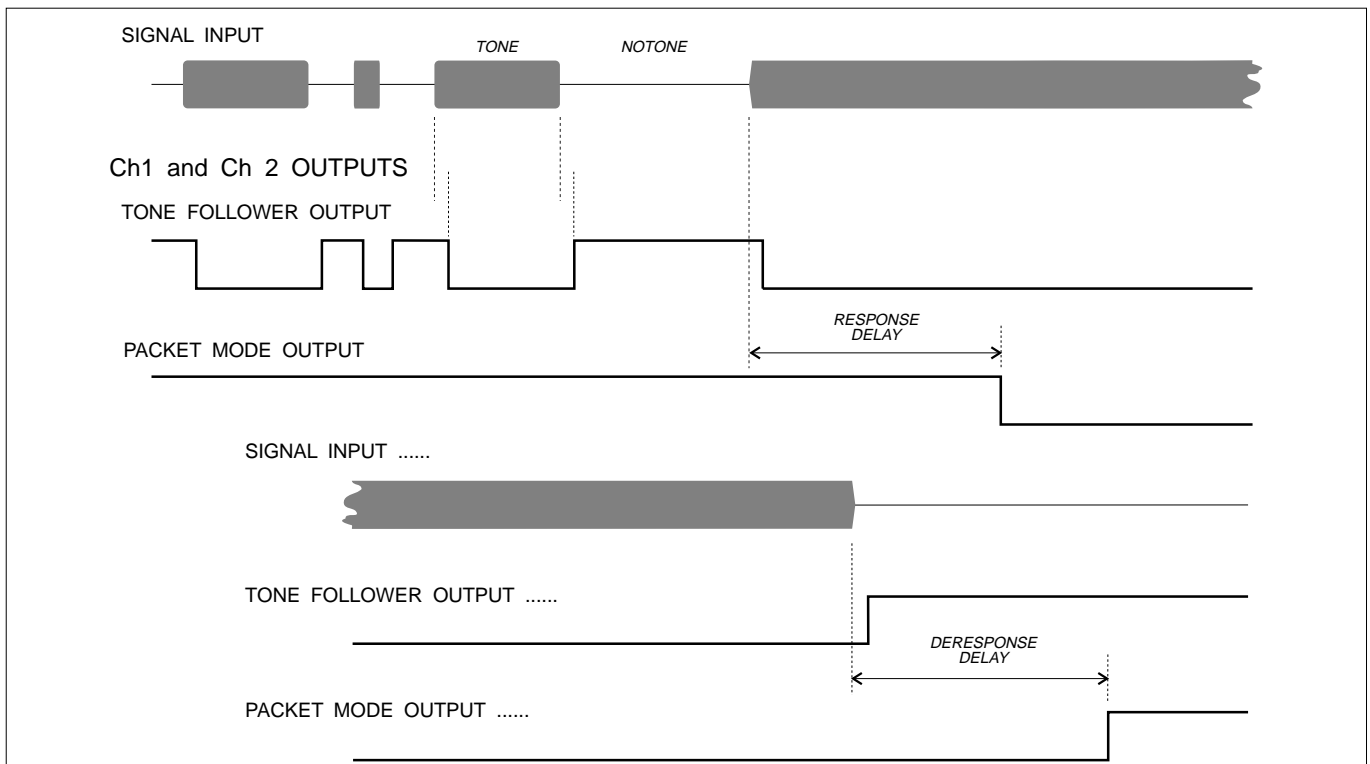 SIGNAL INPUT
TONE
NOTONE
Ch1 and Ch 2 OUTPUTS
TONE FOLLOWER OUTPUT
RESPONSE
DELAY
PACKET MODE OUTPUT
SIGNAL INPUT ......
TONE FOLLOWER OUTPUT ......
DERESPONSE
DELAY
PACKET MODE OUTPUT ......